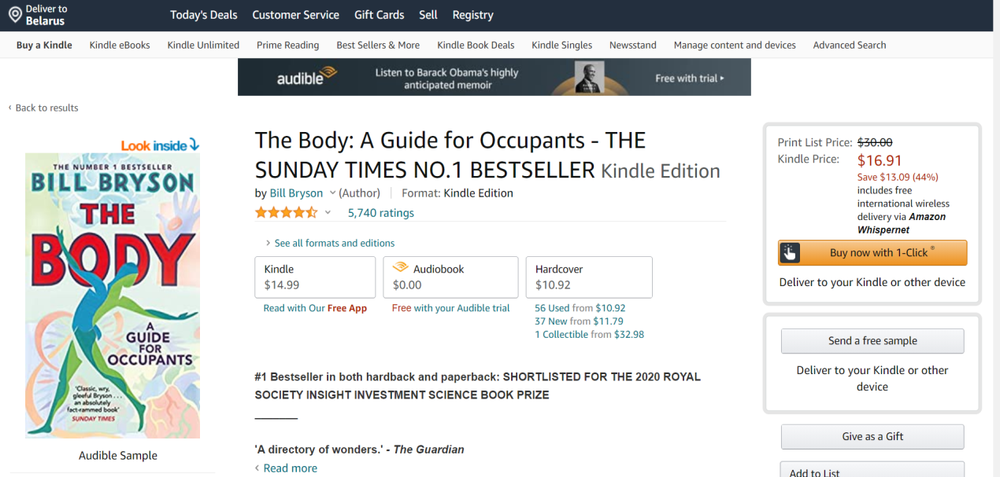 Deliver to
Belarus
Today's Deals Customer Service Gift Cards Sell Registry
Buy a Kindle Kindle eBooks Kindle Unlimited Prime Reading Best Sellers & More Kindle Book Deals Kindle Singles Newsstand Manage content and devices Advanced Search
audible
Listen to Barack Obama's highly
anticipated memoir
Free with trial ▸
‹ Back to results
Look inside
THE NUMBER 1 BESTSELLER
BILL BRYSON
THE
BODY
A
GUIDE
FOR
OCCUPANTS
'Classic, wry,
gleeful Bryson . . .
an absolutely
fact-rammed book'
SUNDAY TIMES
Audible Sample
The Body: A Guide for Occupants - THE
SUNDAY TIMES NO.1 BESTSELLER Kindle Edition
by Bill Bryson (Author) Format: Kindle Edition
5,740 ratings
› See all formats and editions
Kindle
$14.99
Read with Our Free App
Audiobook
$0.00
Free with your Audible trial
Hardcover
$10.92
56 Used from $10.92
37 New from $11.79
1 Collectible from $32.98
#1 Bestseller in both hardback and paperback: SHORTLISTED FOR THE 2020 ROYAL
SOCIETY INSIGHT INVESTMENT SCIENCE BOOK PRIZE
_______
'A directory of wonders.' - The Guardian
‹ Read more
Print List Price: $30.00
Kindle Price: $16.91
Save $13.09 (44%)
includes free
international wireless
delivery via Amazon
Whispernet
Buy now with 1-Click ®
Deliver to your Kindle or other device
Send a free sample
Deliver to your Kindle or other
device
Give as a Gift
Add to List